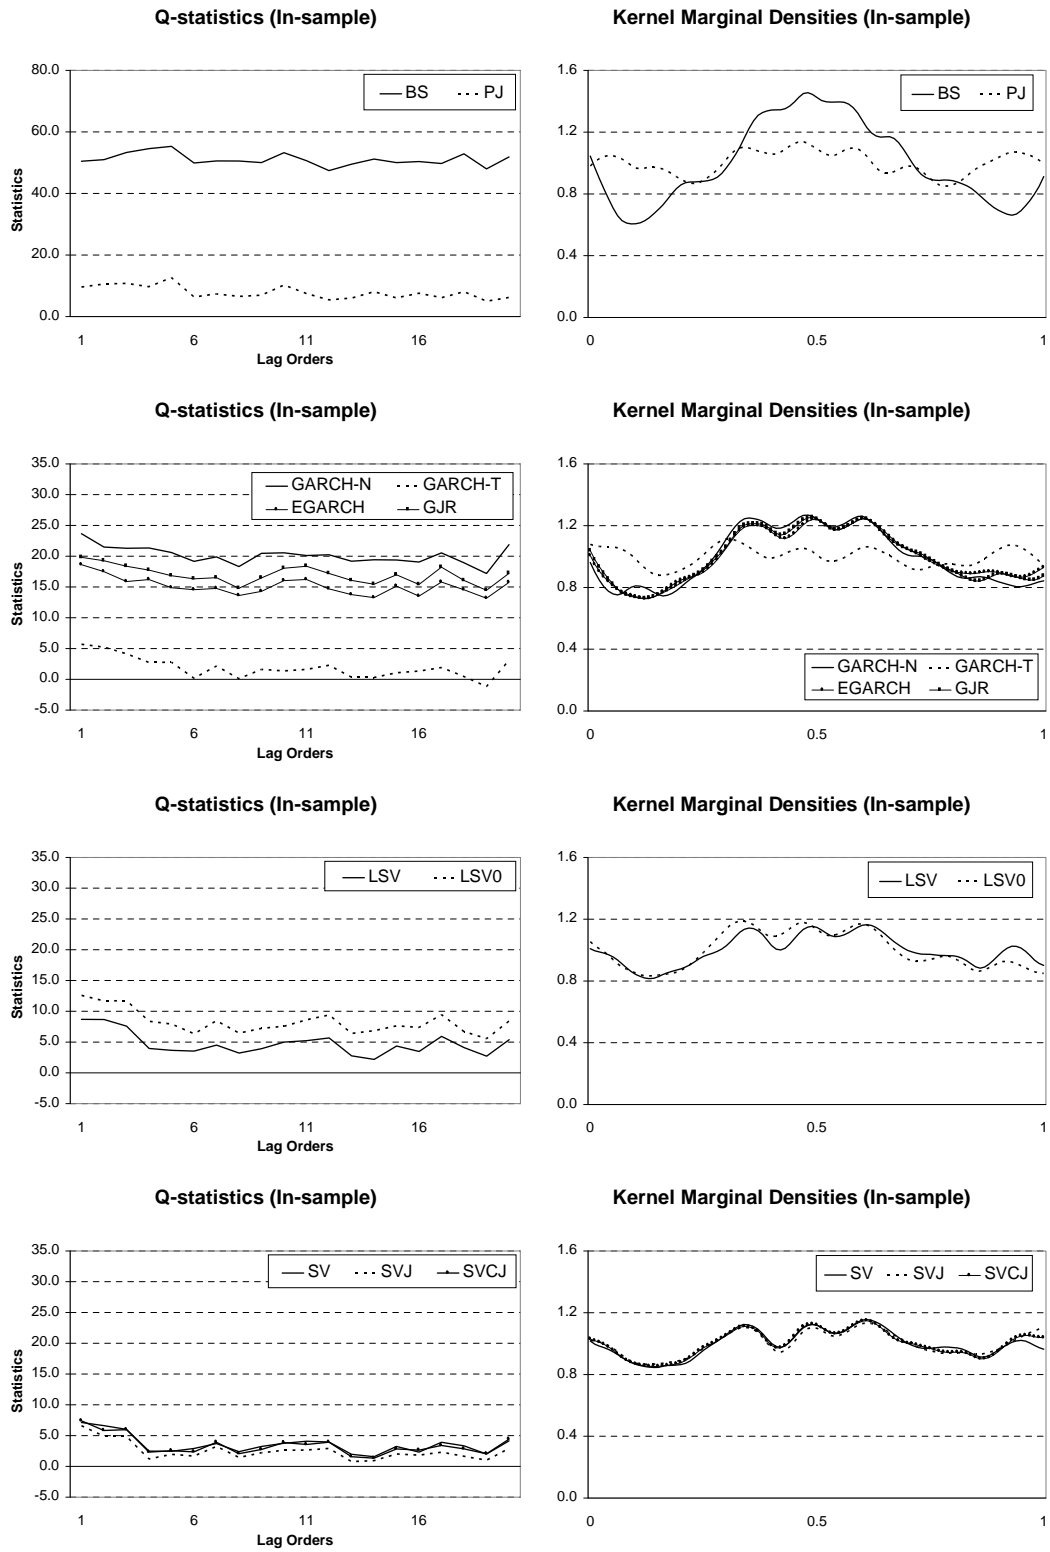 Q-statistics (In-sample)
80.0
60.0
40.0
20.0
0.0
Statistics
BS PJ
1 6 11 16
Lag Orders
Kernel Marginal Densities (In-sample)
1.6
1.2
0.8
0.4
0.0
BS PJ
0 0.5 1
Q-statistics (In-sample)
35.0
30.0
25.0
20.0
15.0
10.0
5.0
0.0
-5.0
Statistics
GARCH-N GARCH-T
EGARCH GJR
1 6 11 16
Lag Orders
Kernel Marginal Densities (In-sample)
1.6
1.2
0.8
0.4
0.0
GARCH-N GARCH-T
EGARCH GJR
0 0.5 1
Q-statistics (In-sample)
35.0
30.0
25.0
20.0
15.0
10.0
5.0
0.0
-5.0
Statistics
LSV LSV0
1 6 11 16
Lag Orders
Kernel Marginal Densities (In-sample)
1.6
1.2
0.8
0.4
0.0
LSV LSV0
0 0.5 1
Q-statistics (In-sample)
35.0
30.0
25.0
20.0
15.0
10.0
5.0
0.0
-5.0
Statistics
SV SVJ SVCJ
1 6 11 16
Lag Orders
Kernel Marginal Densities (In-sample)
1.6
1.2
0.8
0.4
0.0
SV SVJ SVCJ
0 0.5 1